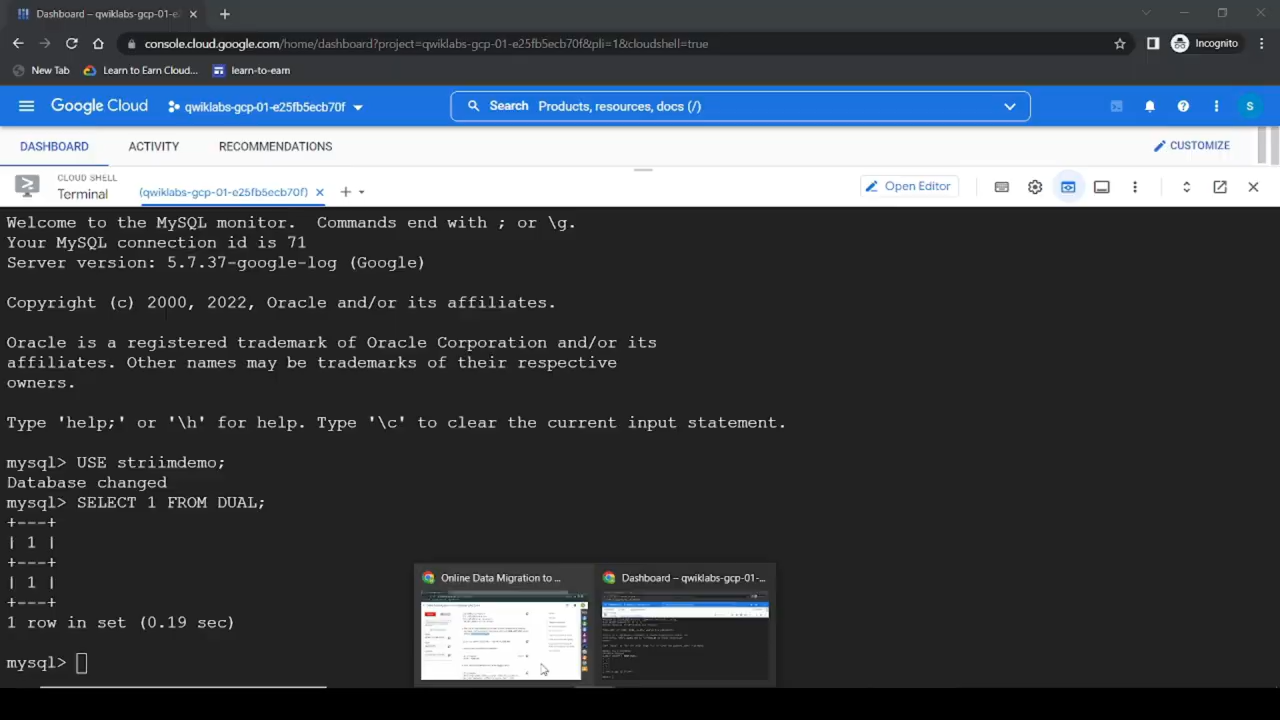 Dashboard – qwiklabs-gcp-01-e2
console.cloud.google.com/home/dashboard?project=qwiklabs-gcp-01-e25fb5ecb70f&pli=1&cloudshell=true
Incognito
New Tab
Learn to Earn Cloud...
learn-to-earn
Google Cloud
qwiklabs-gcp-01-e25fb5ecb70f
Search Products, resources, docs (/)
S
DASHBOARD
ACTIVITY
RECOMMENDATIONS
CUSTOMIZE
CLOUD SHELL
Terminal
(qwiklabs-gcp-01-e25fb5ecb70f)
Open Editor
Welcome to the MySQL monitor.  Commands end with ; or \g.
Your MySQL connection id is 71
Server version: 5.7.37-google-log (Google)
Copyright (c) 2000, 2022, Oracle and/or its affiliates.
Oracle is a registered trademark of Oracle Corporation and/or its
affiliates. Other names may be trademarks of their respective
owners.
Type 'help;' or '\h' for help. Type '\c' to clear the current input statement.
mysql> USE striimdemo;
Database changed
mysql> SELECT 1 FROM DUAL;
+---+
| 1 |
+---+
| 1 |
+---+
1 row in set
mysql>
Online Data Migration to ...
Dashboard – qwiklabs-gcp-01-...